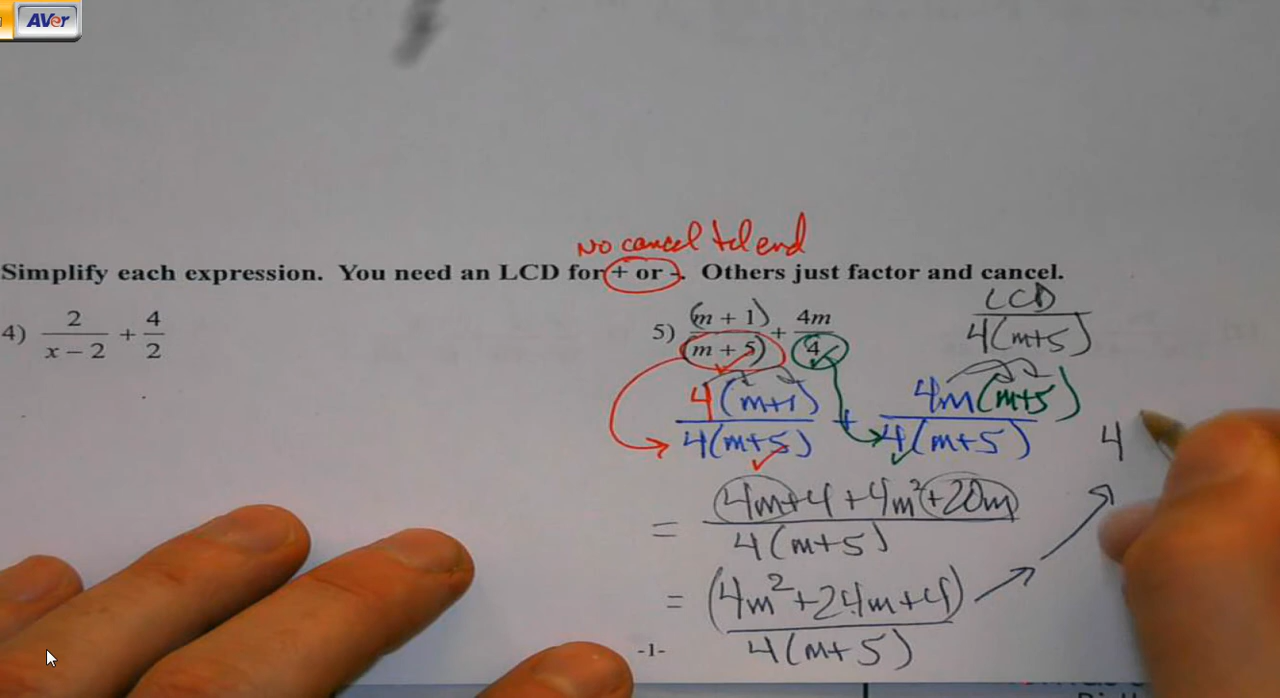 AVer
No cancel til end
Simplify each expression. You need an LCD for + or -. Others just factor and cancel.
4) 2/(x - 2) + 4/2
5) (m + 1)/(m + 5) + 4m/4
LCD
4(m+5)
4(m+1)/4(m+5) + 4m(m+5)/4(m+5)
= (4m+4+4m²+20m)/4(m+5)
= (4m²+24m+4)/4(m+5)
4
-1-